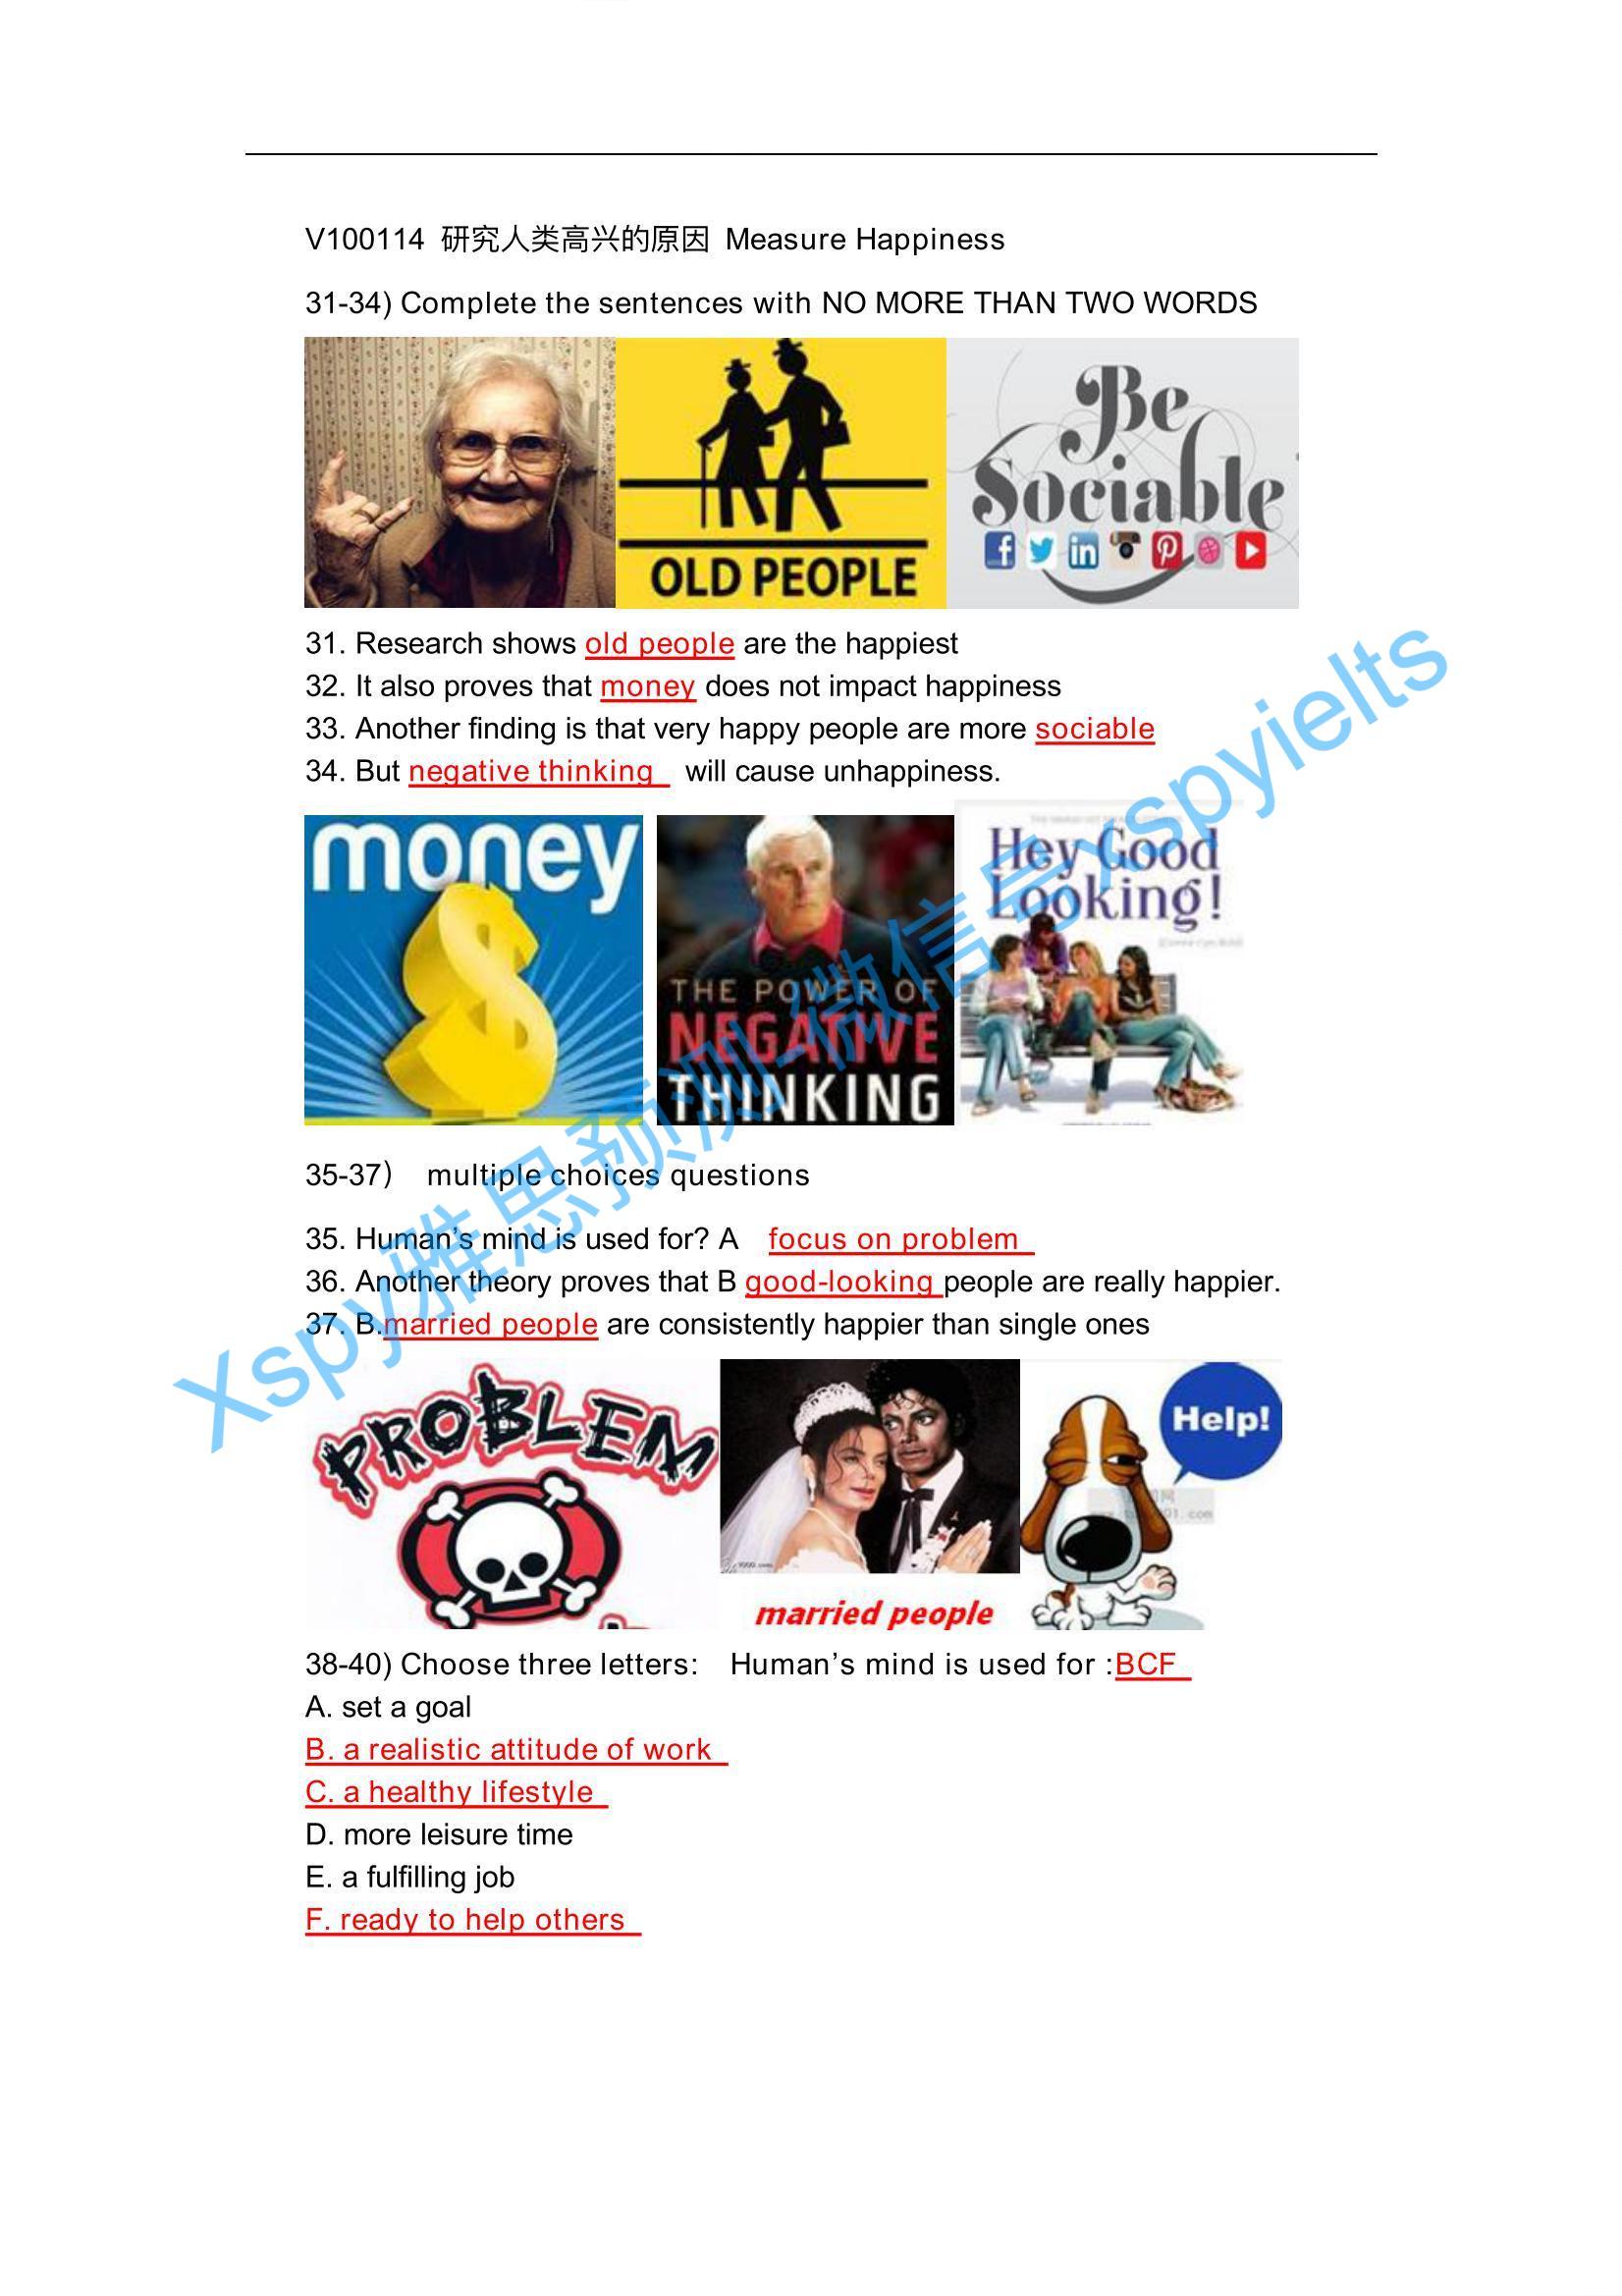 V100114 研究人类高兴的原因 Measure Happiness
31-34) Complete the sentences with NO MORE THAN TWO WORDS
OLD PEOPLE
Be
Sociable
31. Research shows old people are the happiest
32. It also proves that money does not impact happiness
33. Another finding is that very happy people are more sociable
34. But negative thinking will cause unhappiness.
money
$
THE POWER OF
NEGATIVE
THINKING
Hey Good
Looking!
35-37） multiple choices questions
35. Human’s mind is used for? A focus on problem
36. Another theory proves that B good-looking people are really happier.
37. B.married people are consistently happier than single ones
PROBLEM
married people
Help!
38-40) Choose three letters: Human’s mind is used for :BCF
A. set a goal
B. a realistic attitude of work
C. a healthy lifestyle
D. more leisure time
E. a fulfilling job
F. ready to help others
Xspy雅思预测-微信号xspyielts